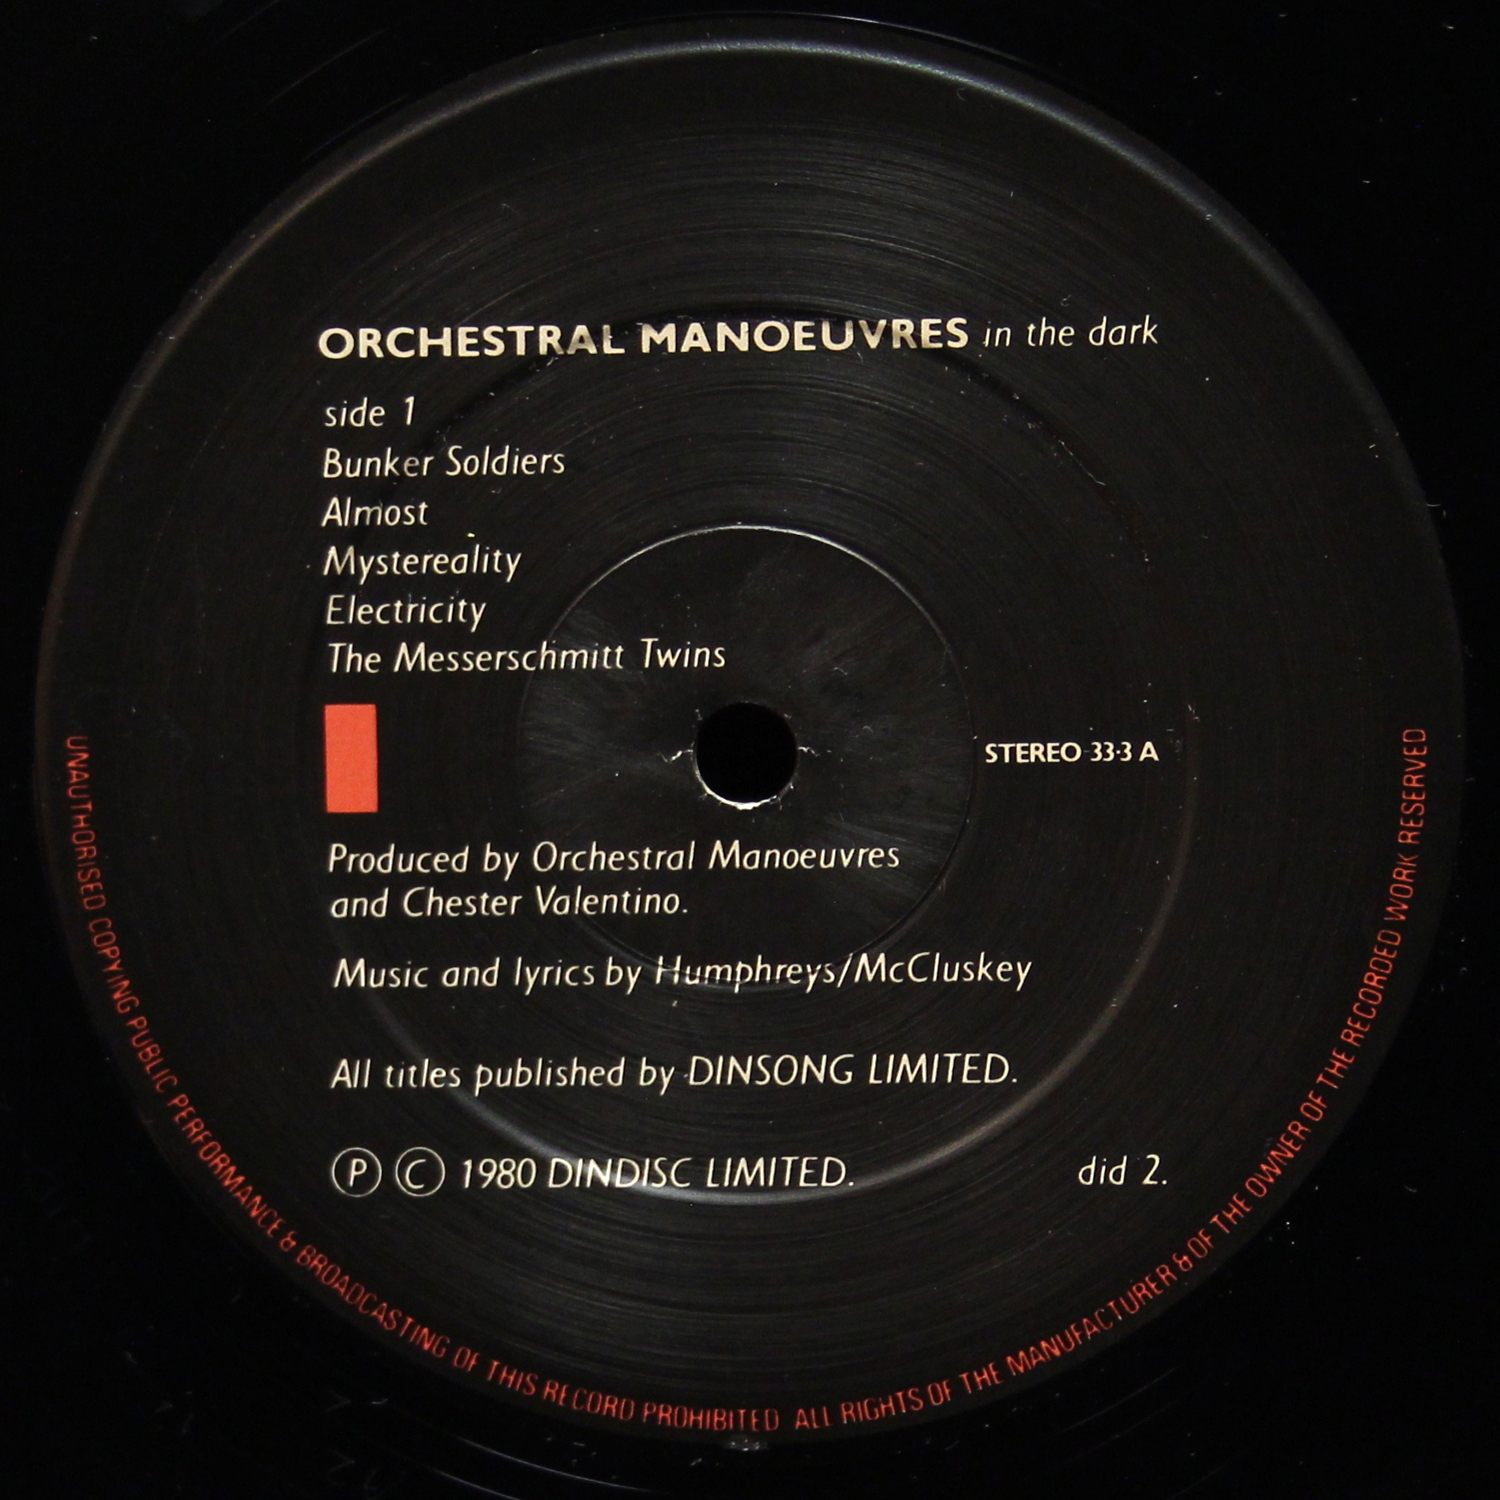 ORCHESTRAL MANOEUVRES in the dark
side 1
Bunker Soldiers
Almost
Mystereality
Electricity
The Messerschmitt Twins
STEREO 33·3 A
Produced by Orchestral Manoeuvres
and Chester Valentino.
Music and lyrics by Humphreys/McCluskey
All titles published by DINSONG LIMITED.
Ⓟ Ⓒ 1980 DINDISC LIMITED.
did 2.
UNAUTHORISED COPYING PUBLIC PERFORMANCE & BROADCASTING OF THIS RECORD PROHIBITED ALL RIGHTS OF THE MANUFACTURER & OF THE OWNER OF THE RECORDED WORK RESERVED